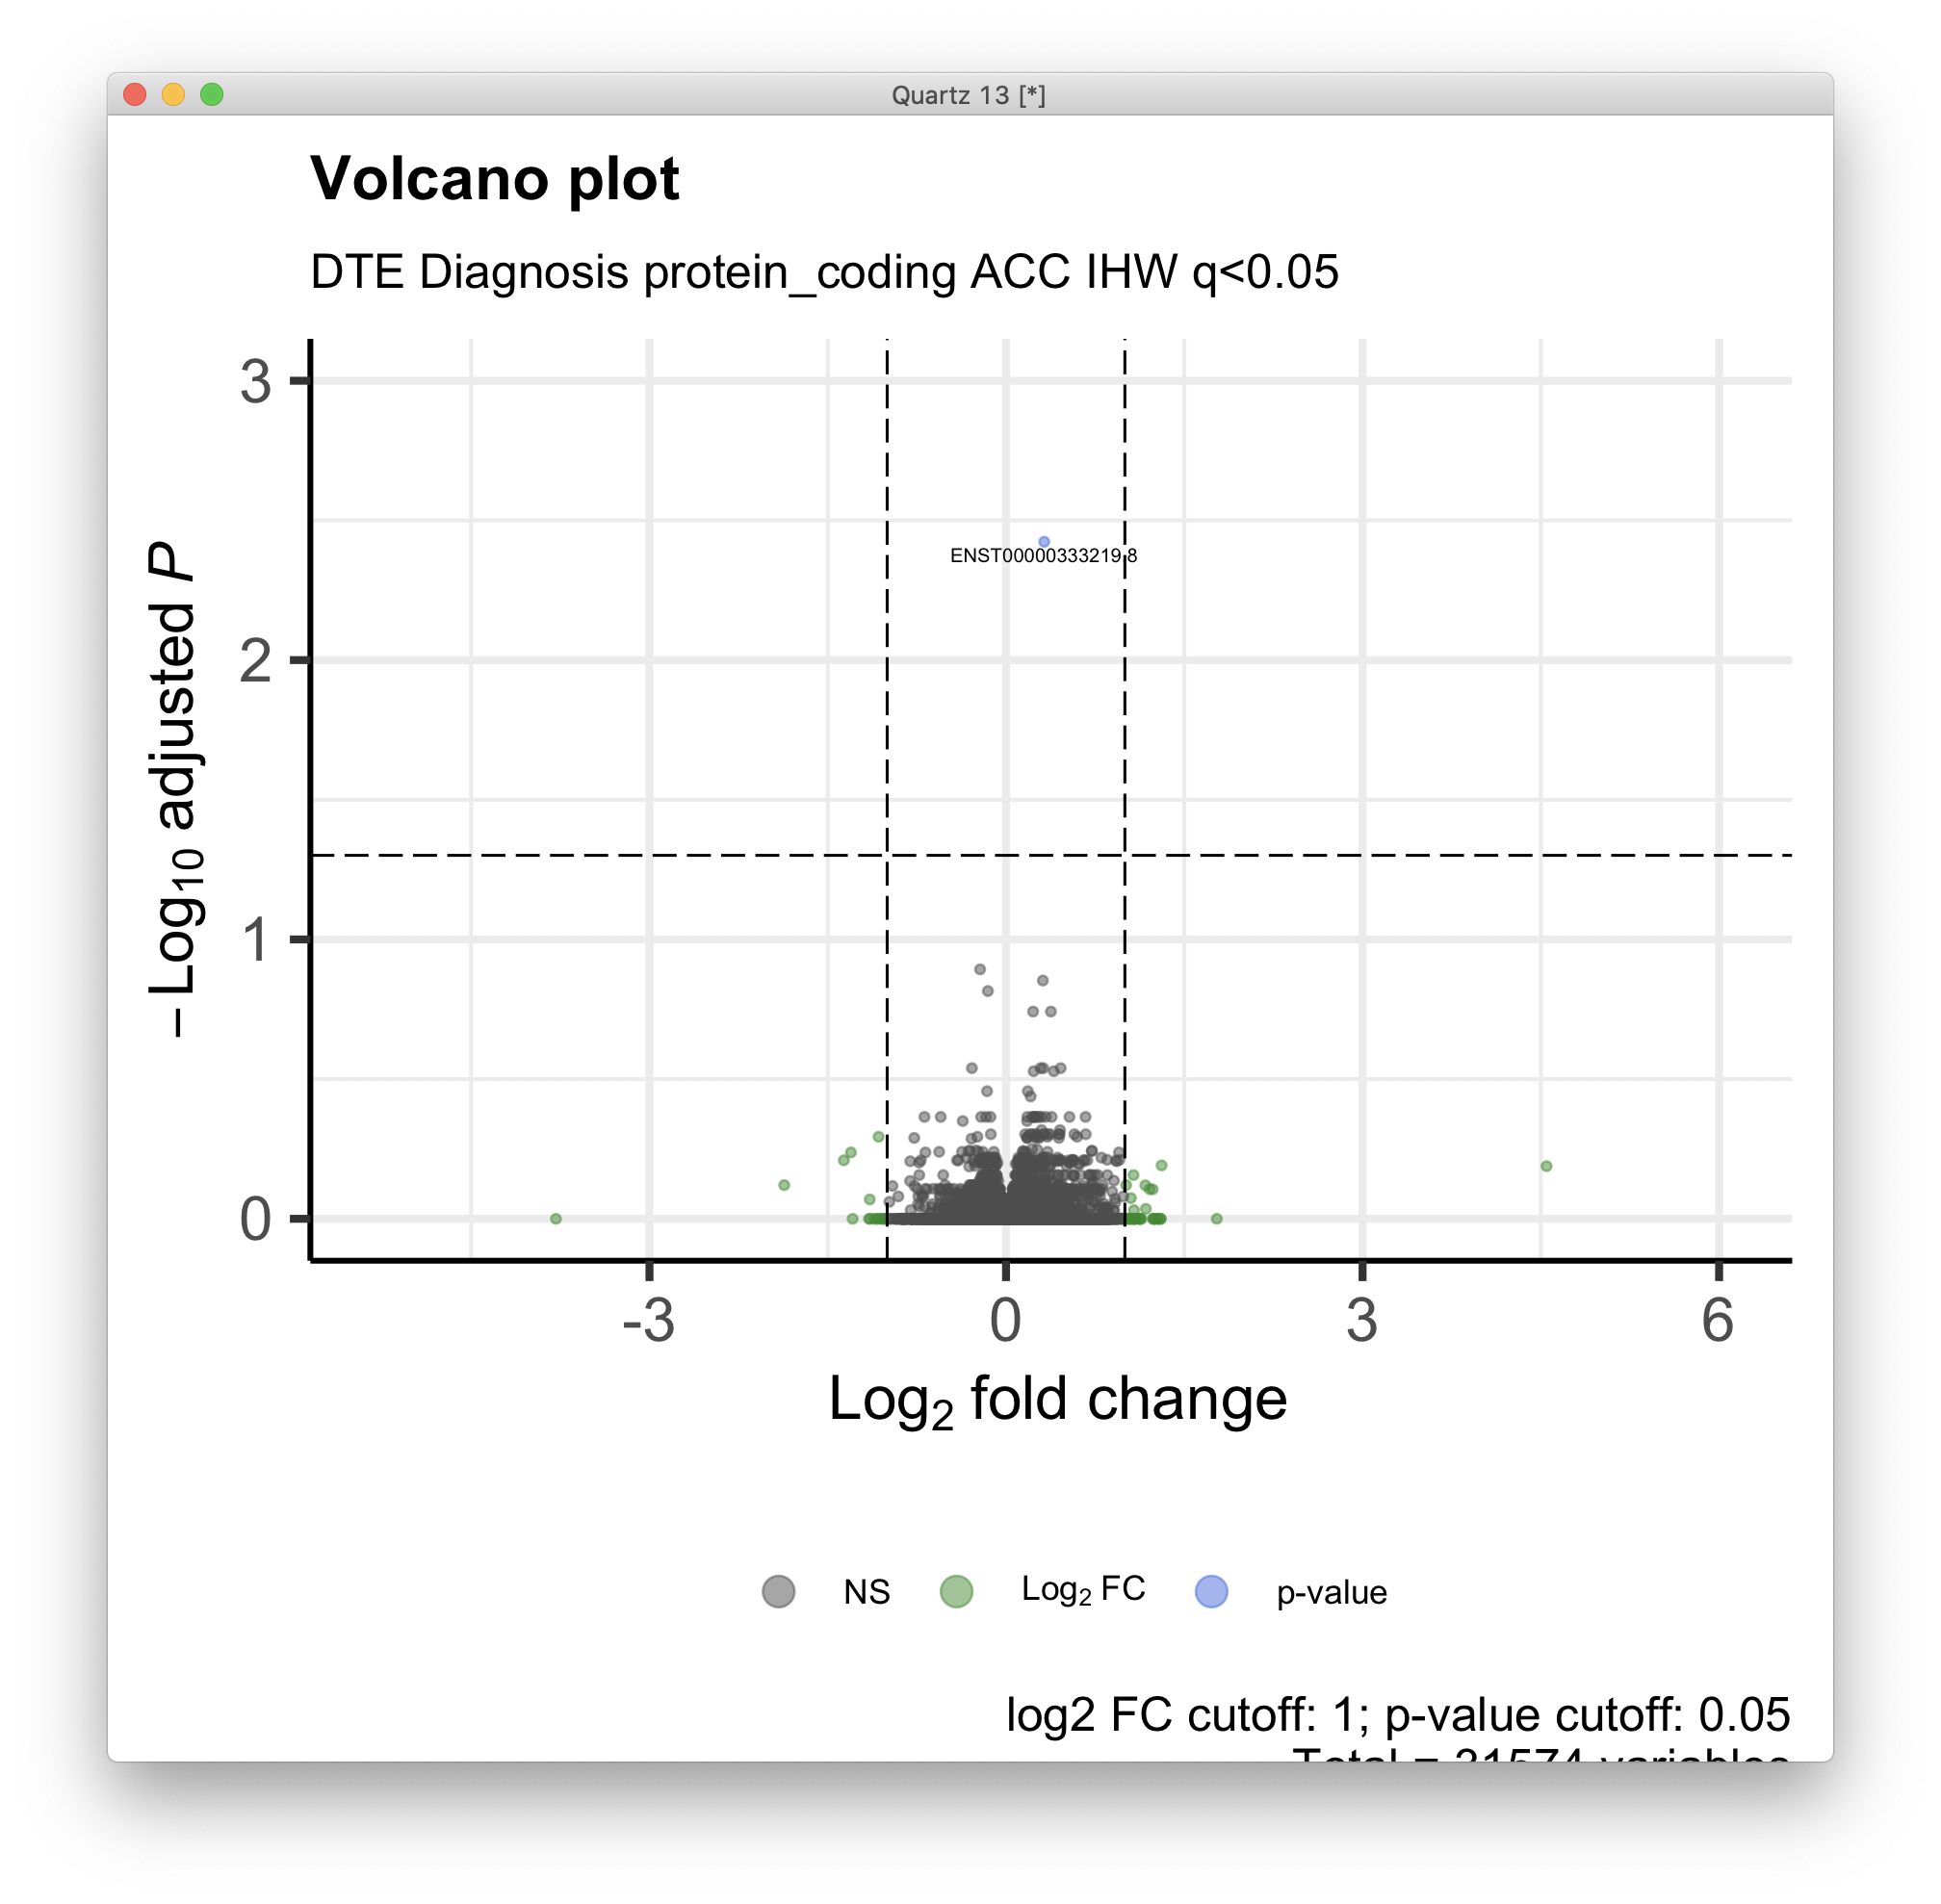 Quartz 13 [*]
Volcano plot
DTE Diagnosis protein_coding ACC IHW q<0.05
3
2
1
0
– Log₁₀ adjusted P
ENST00000333219.8
-3 0 3 6
Log₂ fold change
NS Log₂ FC p-value
log2 FC cutoff: 1; p-value cutoff: 0.05
Total = variables